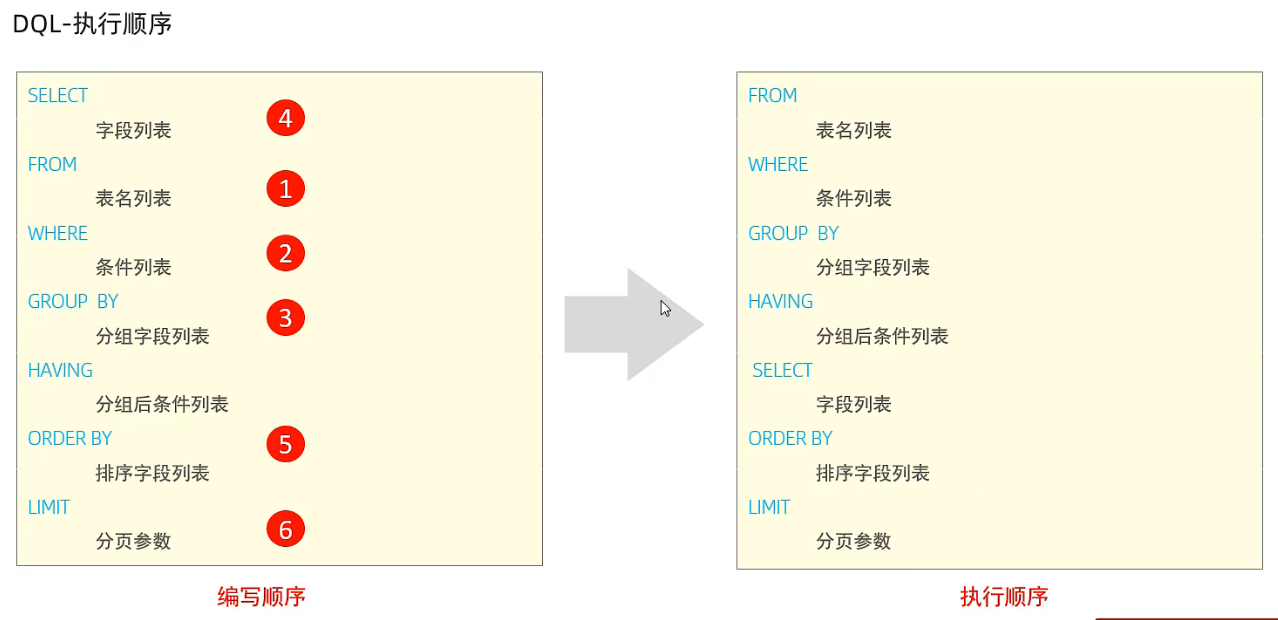 DQL-执行顺序
SELECT
字段列表
4
FROM
表名列表
1
WHERE
条件列表
2
GROUP BY
分组字段列表
3
HAVING
分组后条件列表
ORDER BY
排序字段列表
5
LIMIT
分页参数
6
编写顺序
FROM
表名列表
WHERE
条件列表
GROUP BY
分组字段列表
HAVING
分组后条件列表
SELECT
字段列表
ORDER BY
排序字段列表
LIMIT
分页参数
执行顺序